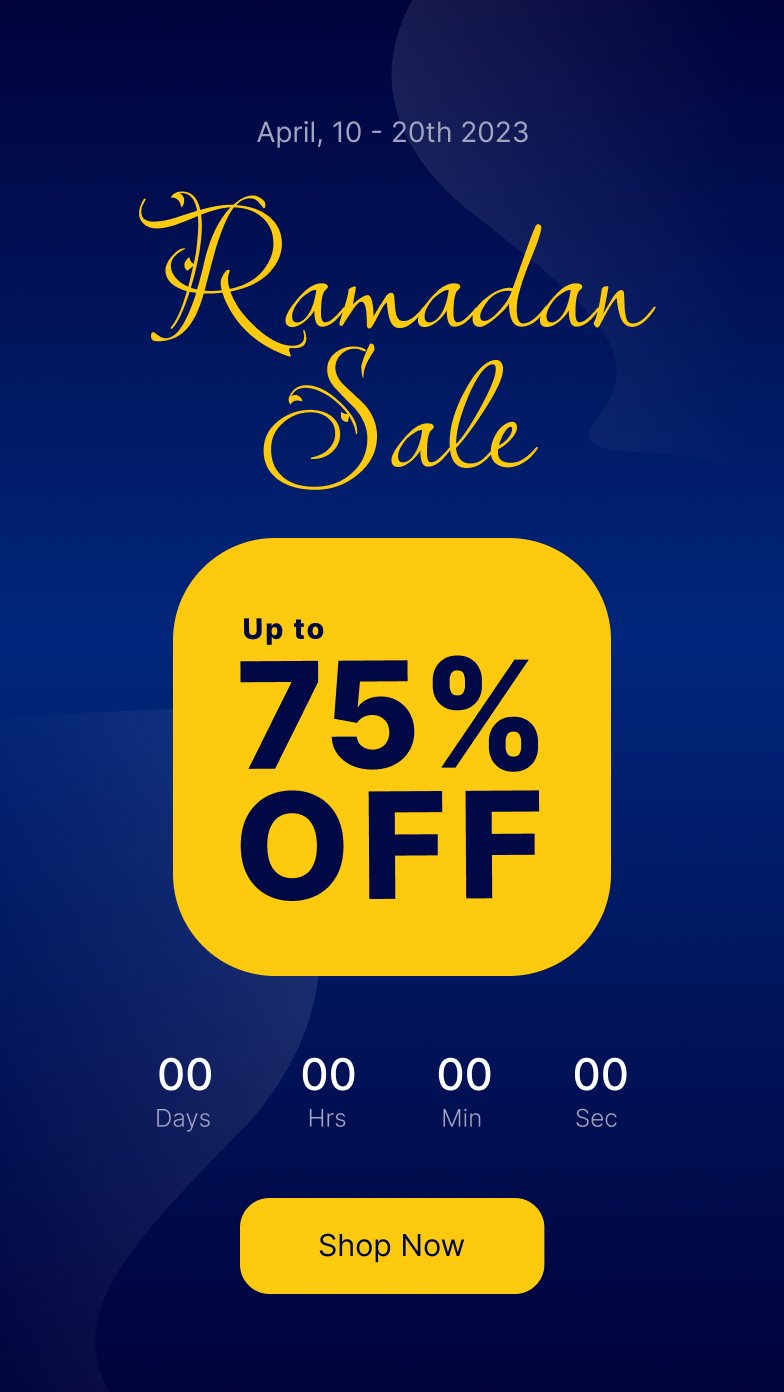 April, 10 - 20th 2023
Ramadan
Sale
Up to
75%
OFF
00 00 00 00
Days Hrs Min Sec
Shop Now